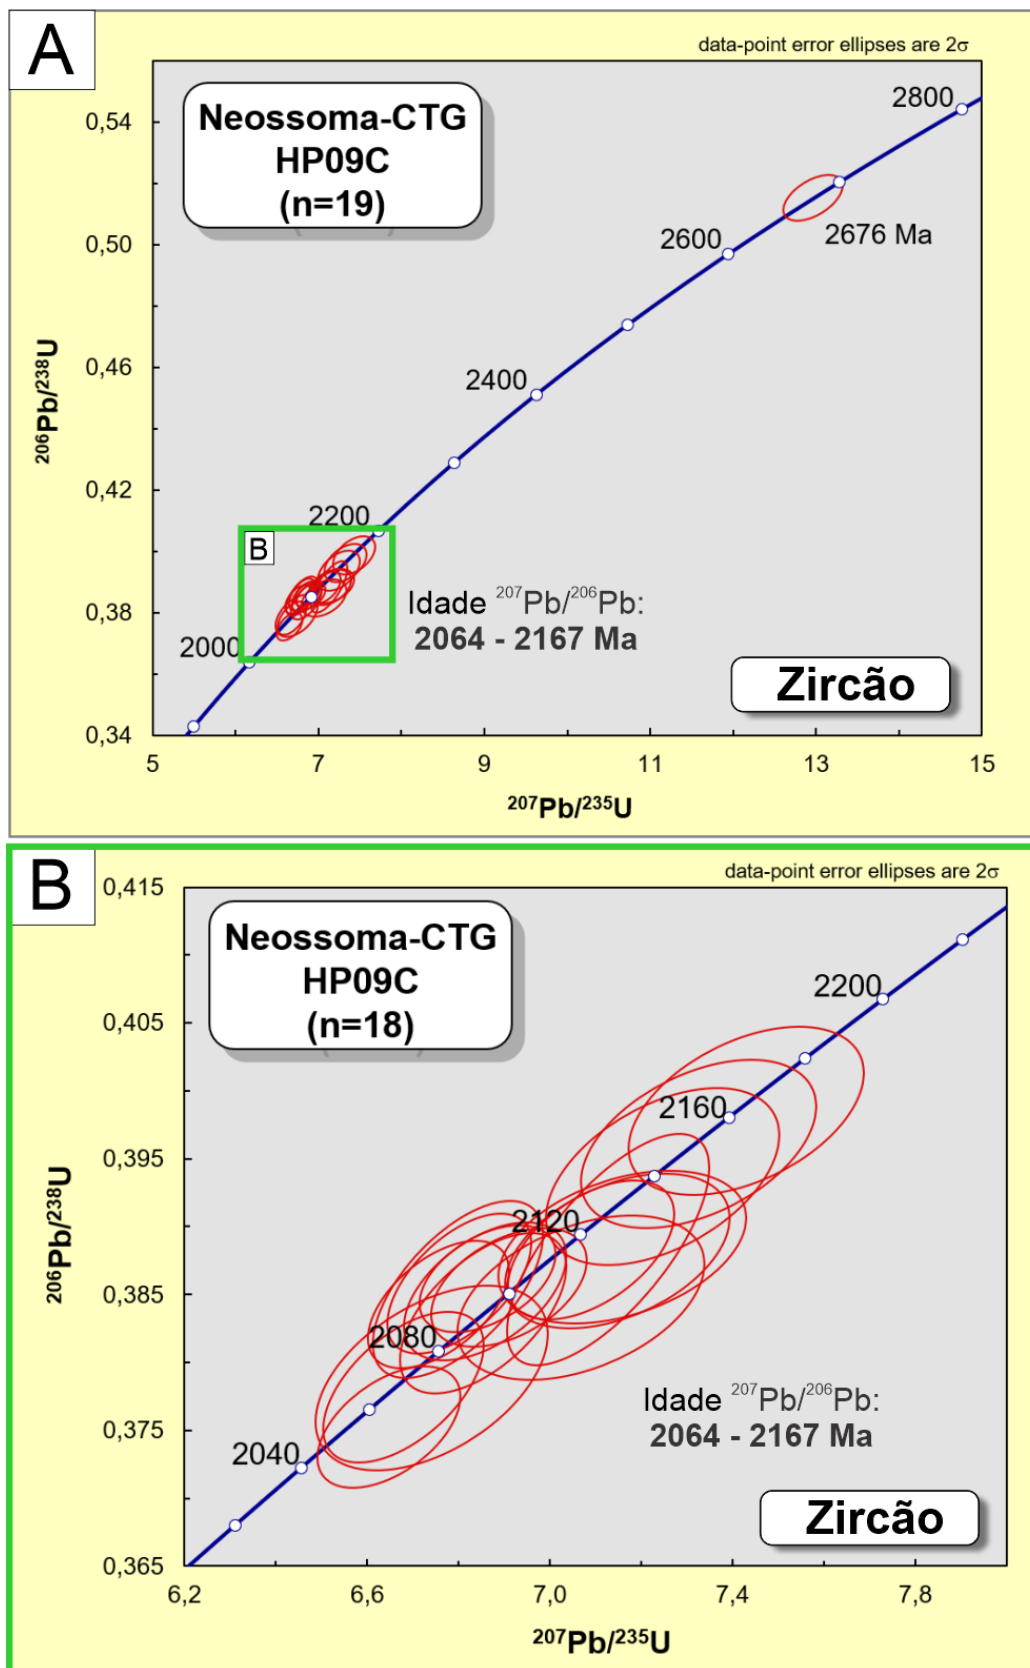 A
data-point error ellipses are 2σ
Neossoma-CTG
HP09C
(n=19)
2800
2676 Ma
2600
2400
2200
B
2000
Idade ²⁰⁷Pb/²⁰⁶Pb:
2064 - 2167 Ma
Zircão
0,54
0,50
0,46
0,42
0,38
0,34
²⁰⁶Pb/²³⁸U
5 7 9 11 13 15
²⁰⁷Pb/²³⁵U
B
data-point error ellipses are 2σ
Neossoma-CTG
HP09C
(n=18)
2200
2160
2120
2080
2040
Idade ²⁰⁷Pb/²⁰⁶Pb:
2064 - 2167 Ma
Zircão
0,415
0,405
0,395
0,385
0,375
0,365
²⁰⁶Pb/²³⁸U
6,2 6,6 7,0 7,4 7,8
²⁰⁷Pb/²³⁵U